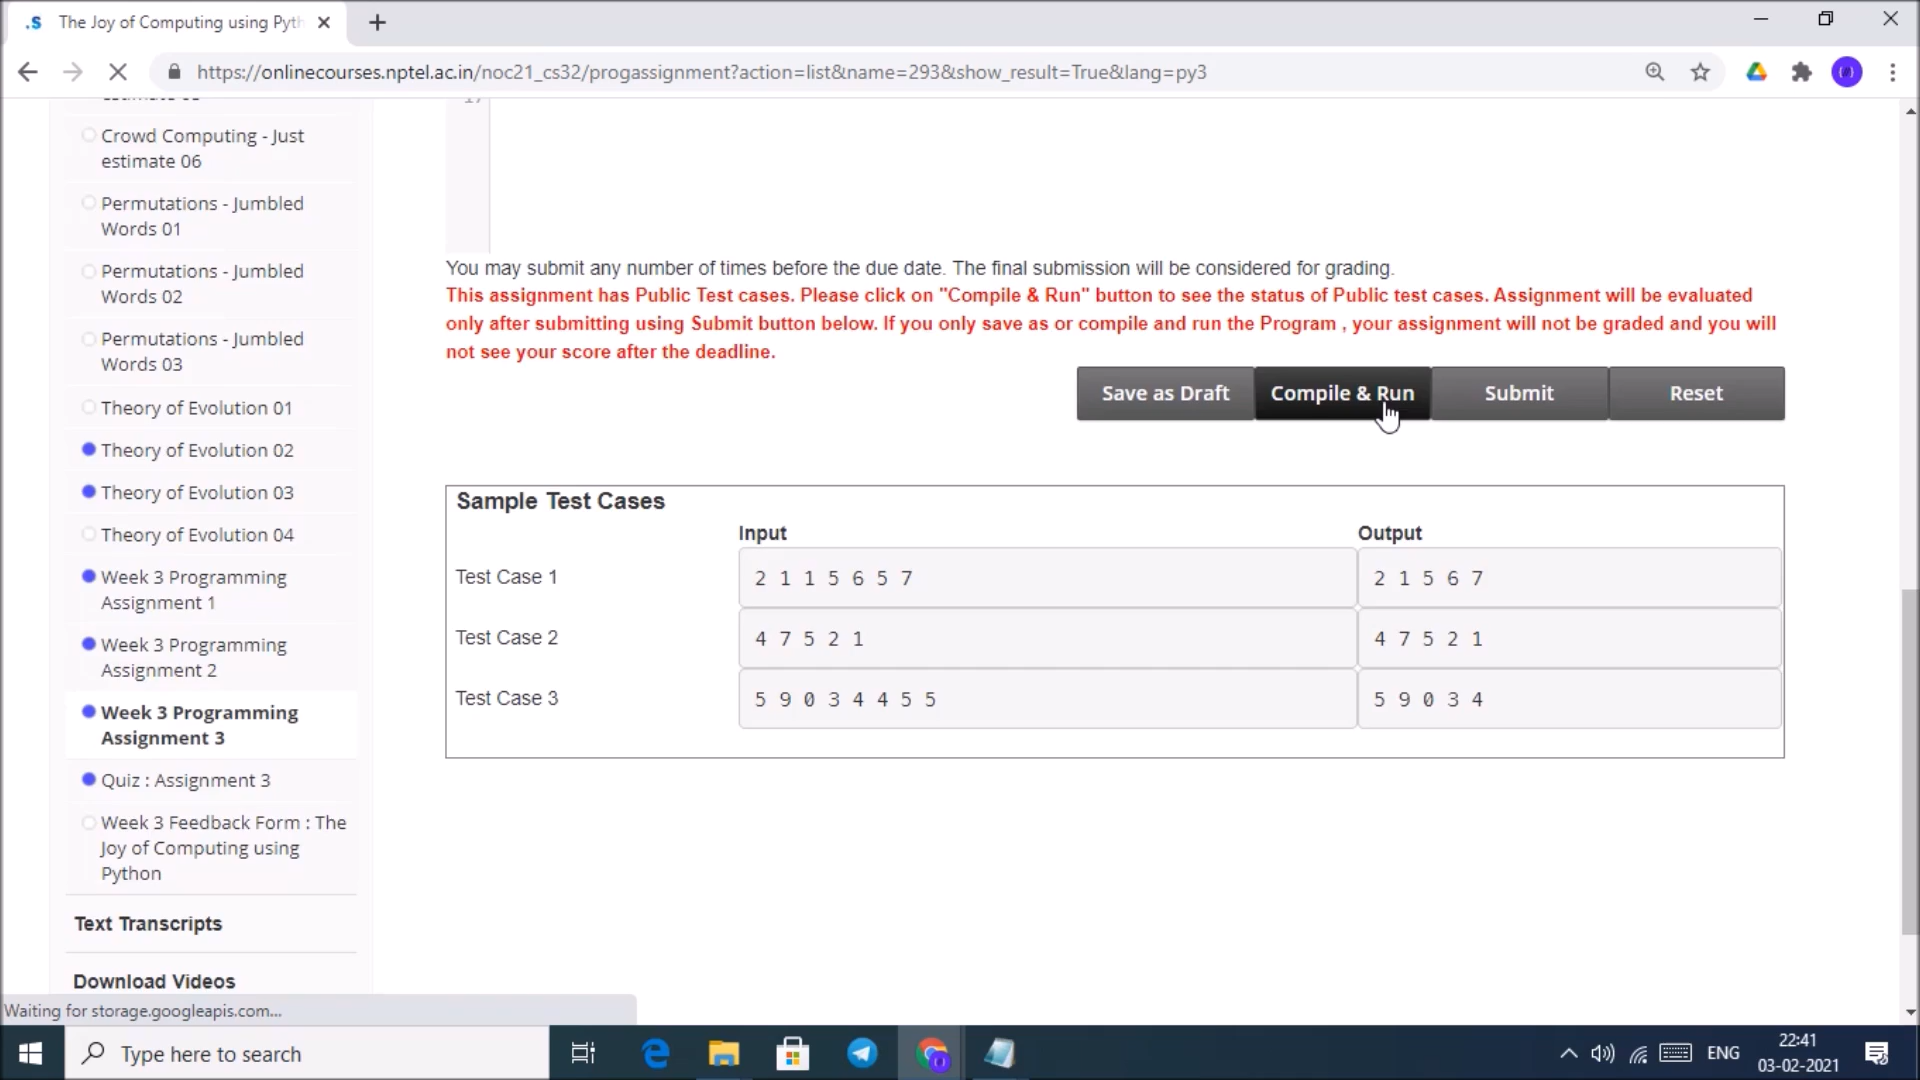 .S The Joy of Computing using Pyth
https://onlinecourses.nptel.ac.in/noc21_cs32/progassignment?action=list&name=293&show_result=True&lang=py3
17
Crowd Computing - Just
estimate 06
Permutations - Jumbled
Words 01
Permutations - Jumbled
Words 02
Permutations - Jumbled
Words 03
Theory of Evolution 01
Theory of Evolution 02
Theory of Evolution 03
Theory of Evolution 04
Week 3 Programming
Assignment 1
Week 3 Programming
Assignment 2
Week 3 Programming
Assignment 3
Quiz : Assignment 3
Week 3 Feedback Form : The
Joy of Computing using
Python
Text Transcripts
Download Videos
You may submit any number of times before the due date. The final submission will be considered for grading.
This assignment has Public Test cases. Please click on "Compile & Run" button to see the status of Public test cases. Assignment will be evaluated
only after submitting using Submit button below. If you only save as or compile and run the Program , your assignment will not be graded and you will
not see your score after the deadline.
Save as Draft Compile & Run Submit Reset
Sample Test Cases
Input Output
Test Case 1 2 1 1 5 6 5 7 2 1 5 6 7
Test Case 2 4 7 5 2 1 4 7 5 2 1
Test Case 3 5 9 0 3 4 4 5 5 5 9 0 3 4
Waiting for storage.googleapis.com...
Type here to search
ENG
22:41
03-02-2021